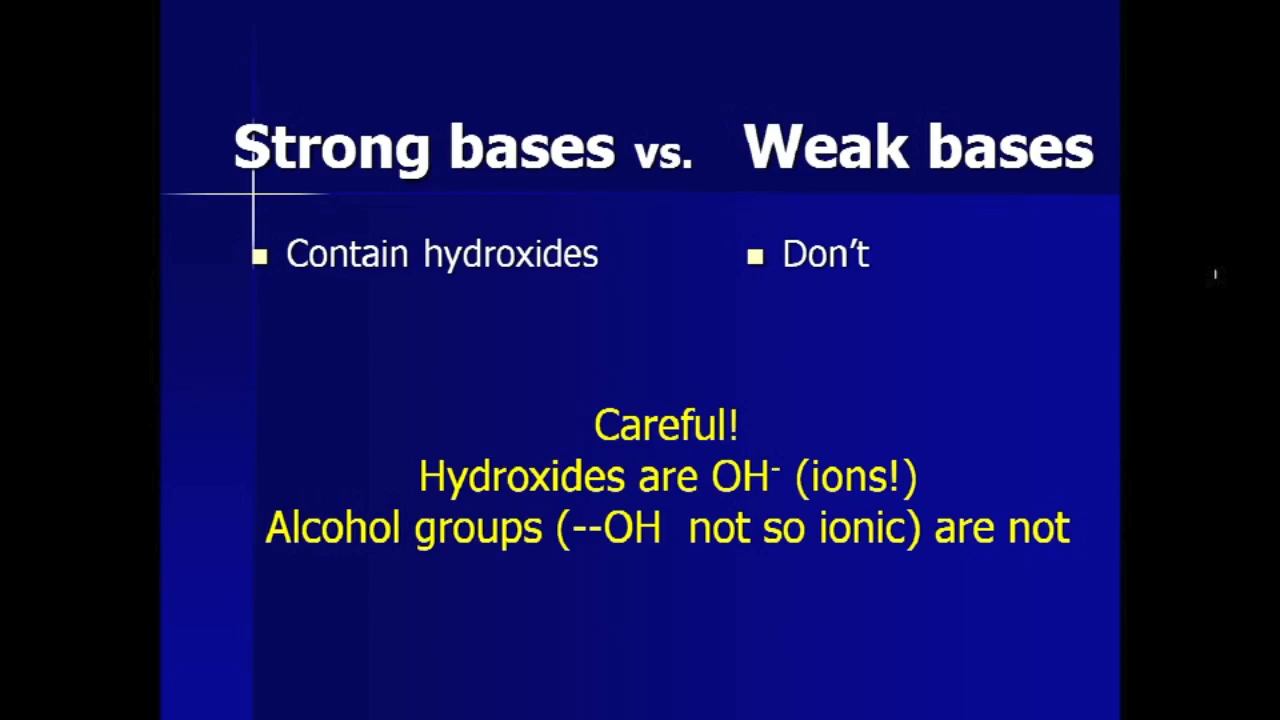 Strong bases vs. Weak bases
Contain hydroxides
Don't
Careful!
Hydroxides are OH⁻ (ions!)
Alcohol groups (--OH  not so ionic) are not